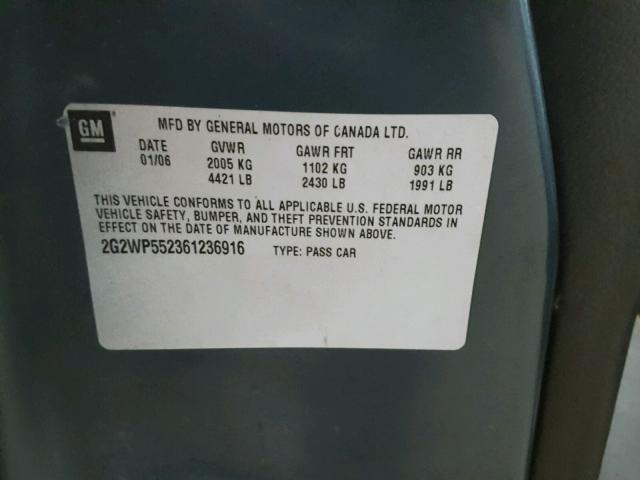 GM
MFD BY GENERAL MOTORS OF CANADA LTD.
DATE GVWR GAWR FRT GAWR RR
01/06 2005 KG 1102 KG 903 KG
4421 LB 2430 LB 1991 LB
THIS VEHICLE CONFORMS TO ALL APPLICABLE U.S. FEDERAL MOTOR
VEHICLE SAFETY, BUMPER, AND THEFT PREVENTION STANDARDS IN
EFFECT ON THE DATE OF MANUFACTURE SHOWN ABOVE.
2G2WP552361236916 TYPE: PASS CAR